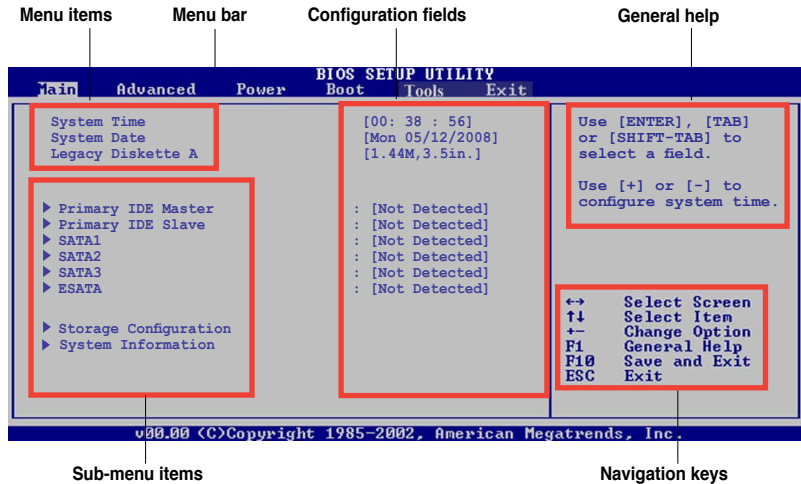 Menu items Menu bar Configuration fields General help
BIOS SETUP UTILITY
Main Advanced Power Boot Tools Exit
System Time [00: 38 : 56]
System Date [Mon 05/12/2008]
Legacy Diskette A [1.44M,3.5in.]
Primary IDE Master : [Not Detected]
Primary IDE Slave : [Not Detected]
SATA1 : [Not Detected]
SATA2 : [Not Detected]
SATA3 : [Not Detected]
ESATA : [Not Detected]
Storage Configuration
System Information
Use [ENTER], [TAB]
or [SHIFT-TAB] to
select a field.
Use [+] or [-] to
configure system time.
←→ Select Screen
↑↓ Select Item
+- Change Option
F1 General Help
F10 Save and Exit
ESC Exit
v00.00 (C)Copyright 1985-2002, American Megatrends, Inc.
Sub-menu items Navigation keys